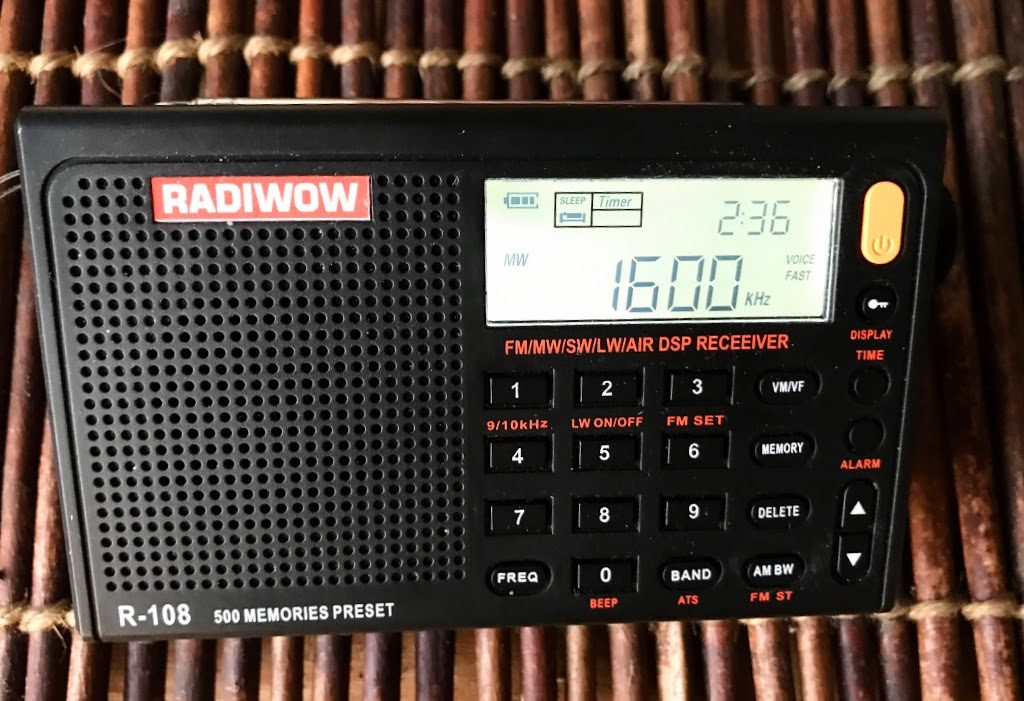 RADIWOW
SLEEP Timer
2:36
MW
1600 kHz
VOICE
FAST
FM/MW/SW/LW/AIR DSP RECEEIVER
DISPLAY
TIME
1 2 3 VM/VF
9/10kHz LW ON/OFF FM SET
4 5 6 MEMORY
ALARM
7 8 9 DELETE
FREQ 0 BAND AM BW
BEEP ATS FM ST
R-108 500 MEMORIES PRESET